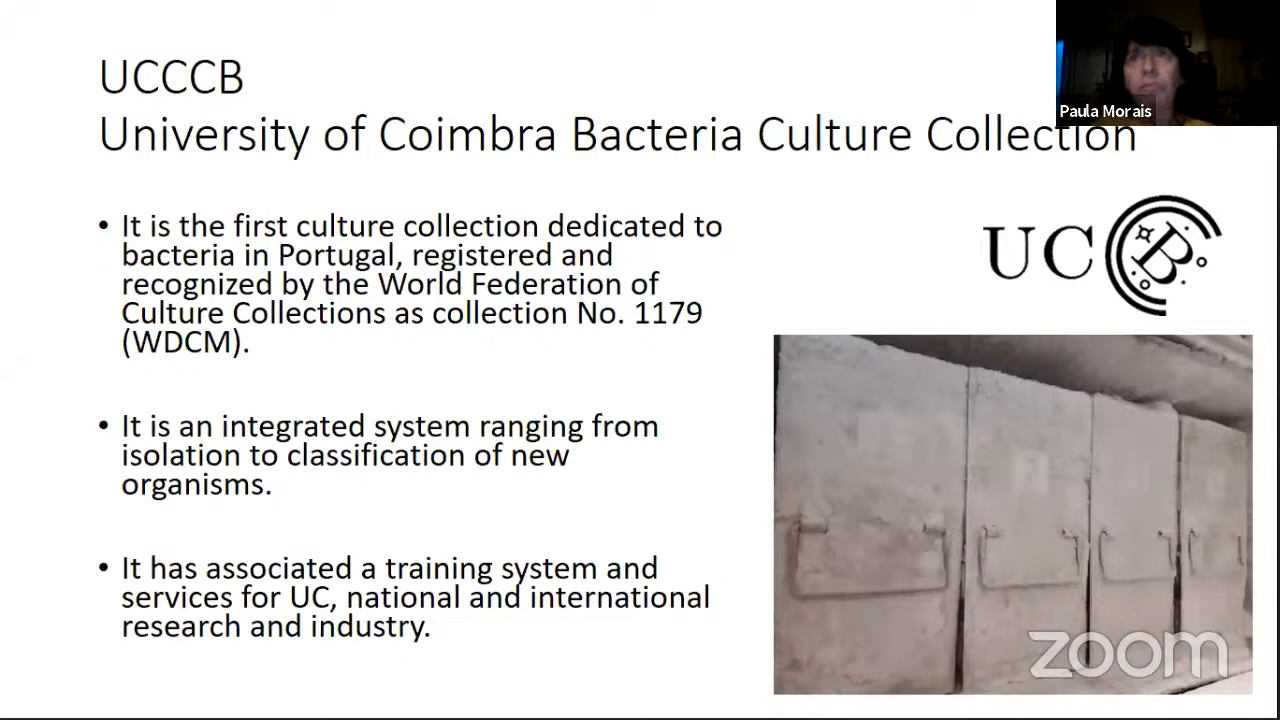 UCCCB
University of Coimbra Bacteria Culture Collection
Paula Morais
• It is the first culture collection dedicated to
bacteria in Portugal, registered and
recognized by the World Federation of
Culture Collections as collection No. 1179
(WDCM).
• It is an integrated system ranging from
isolation to classification of new
organisms.
• It has associated a training system and
services for UC, national and international
research and industry.
UC B
zoom